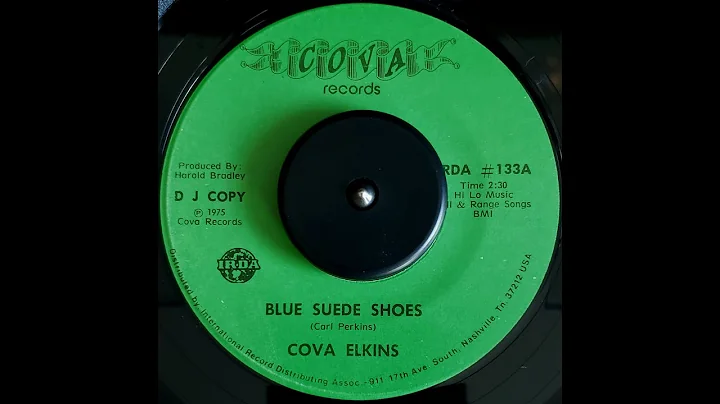 COVA
records
Produced By:
Harold Bradley
D J COPY
℗ 1975
Cova Records
IRDA
RDA #133A
Time 2:30
Hi Lo Music
ll & Range Songs
BMI
BLUE SUEDE SHOES
(Carl Perkins)
COVA ELKINS
Distributed by International Record Distributing Assoc.-911 17th Ave. South, Nashville, Tn. 37212 USA